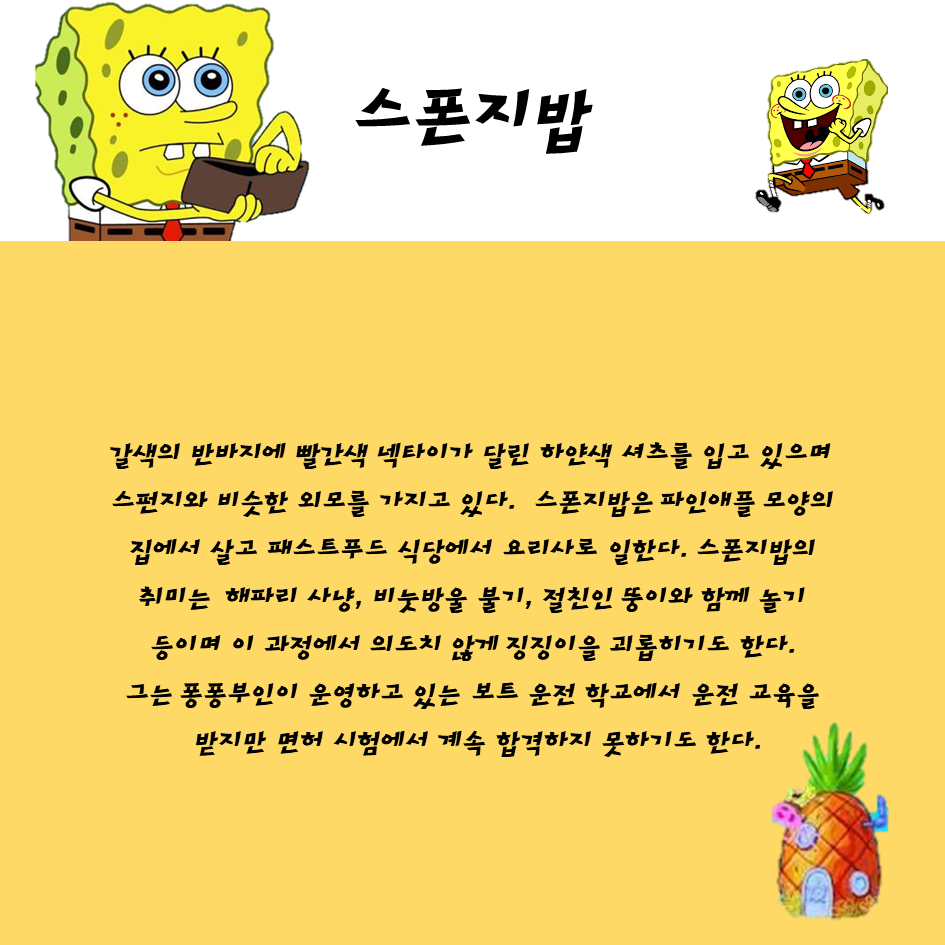 스폰지밥
갈색의 반바지에 빨간색 넥타이가 달린 하얀색 셔츠를 입고 있으며
스펀지와 비슷한 외모를 가지고 있다. 스폰지밥은 파인애플 모양의
집에서 살고 패스트푸드 식당에서 요리사로 일한다. 스폰지밥의
취미는 해파리 사냥, 비눗방울 불기, 절친인 뚱이와 함께 놀기
등이며 이 과정에서 의도치 않게 징징이을 괴롭히기도 한다.
그는 퐁퐁부인이 운영하고 있는 보트 운전 학교에서 운전 교육을
받지만 면허 시험에서 계속 합격하지 못하기도 한다.